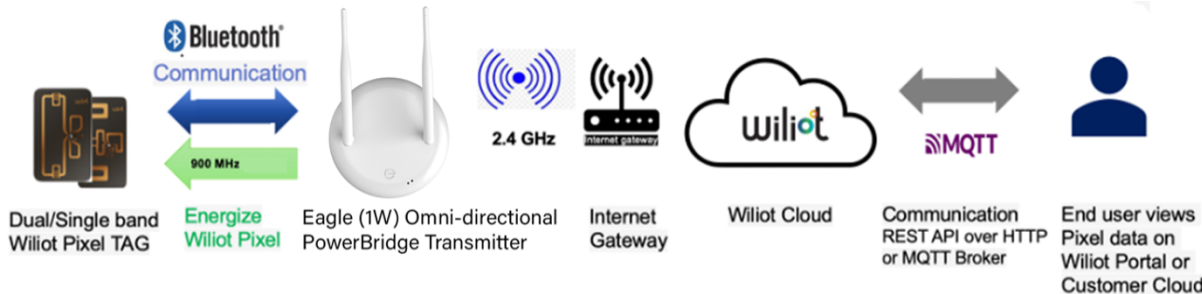 Bluetooth®
Communication
900 MHz
2.4 GHz
Internet gateway
wiliot
MQTT
Dual/Single band
Wiliot Pixel TAG
Energize
Wiliot Pixel
Eagle (1W) Omni-directional
PowerBridge Transmitter
Internet
Gateway
Wiliot Cloud
Communication
REST API over HTTP
or MQTT Broker
End user views
Pixel data on
Wiliot Portal or
Customer Cloud